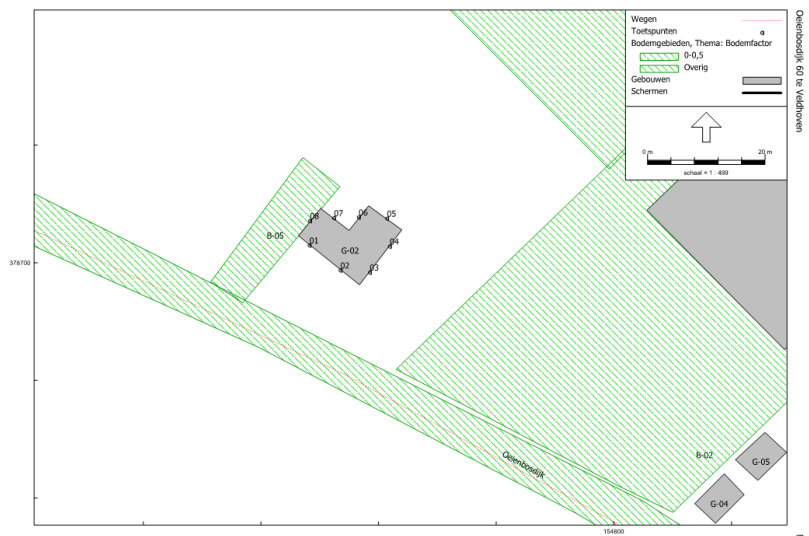 Wegen
Toetspunten
Bodemgebieden, Thema: Bodemfactor
0-0,5
Overig
Gebouwen
Schermen
0 m 20 m
schaal = 1 : 499
Oeienbosdijk 60 te Veldhoven
08 07 06 05
B-05
01 G-02 04
02 03
378700
Oeienbosdijk
B-02
G-05
G-04
154800